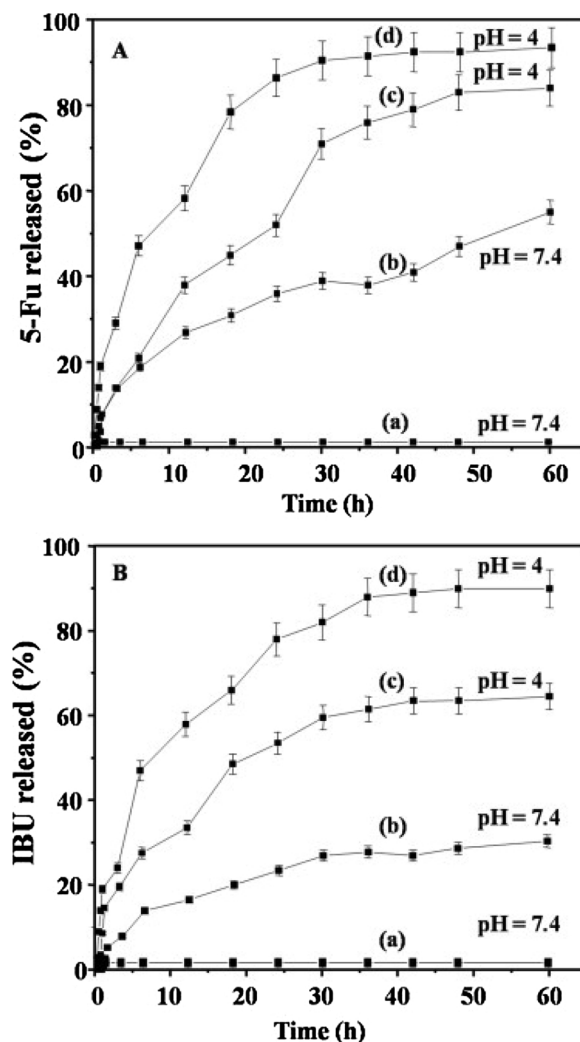 100
A
(d)
pH = 4
pH = 4
80
(c)
60
(b)
pH = 7.4
40
20
(a)
pH = 7.4
0
0 10 20 30 40 50 60
Time (h)
5-Fu released (%)
100
B
(d)
pH = 4
80
(c)
pH = 4
60
40
(b)
pH = 7.4
20
(a)
pH = 7.4
0
0 10 20 30 40 50 60
Time (h)
IBU released (%)